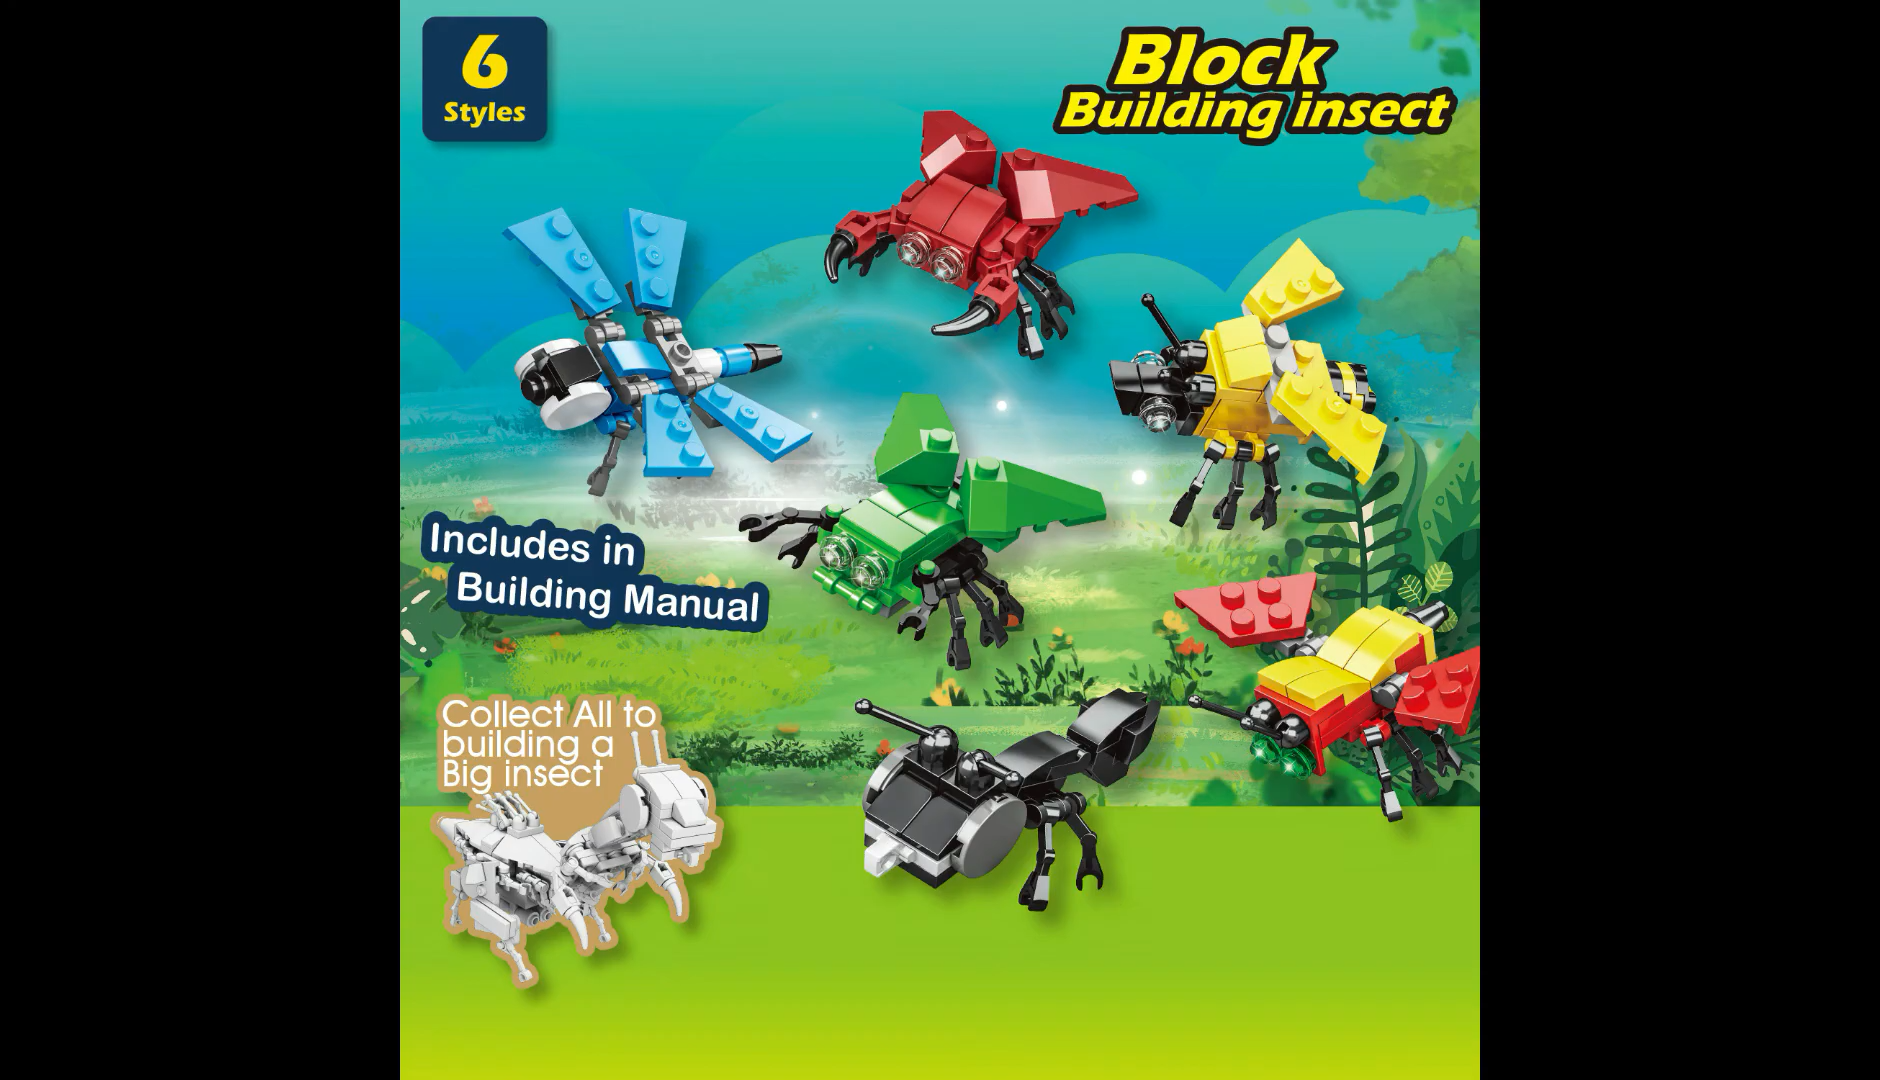 6
Styles
Block
Building insect
Includes in
Building Manual
Collect All to
building a
Big insect